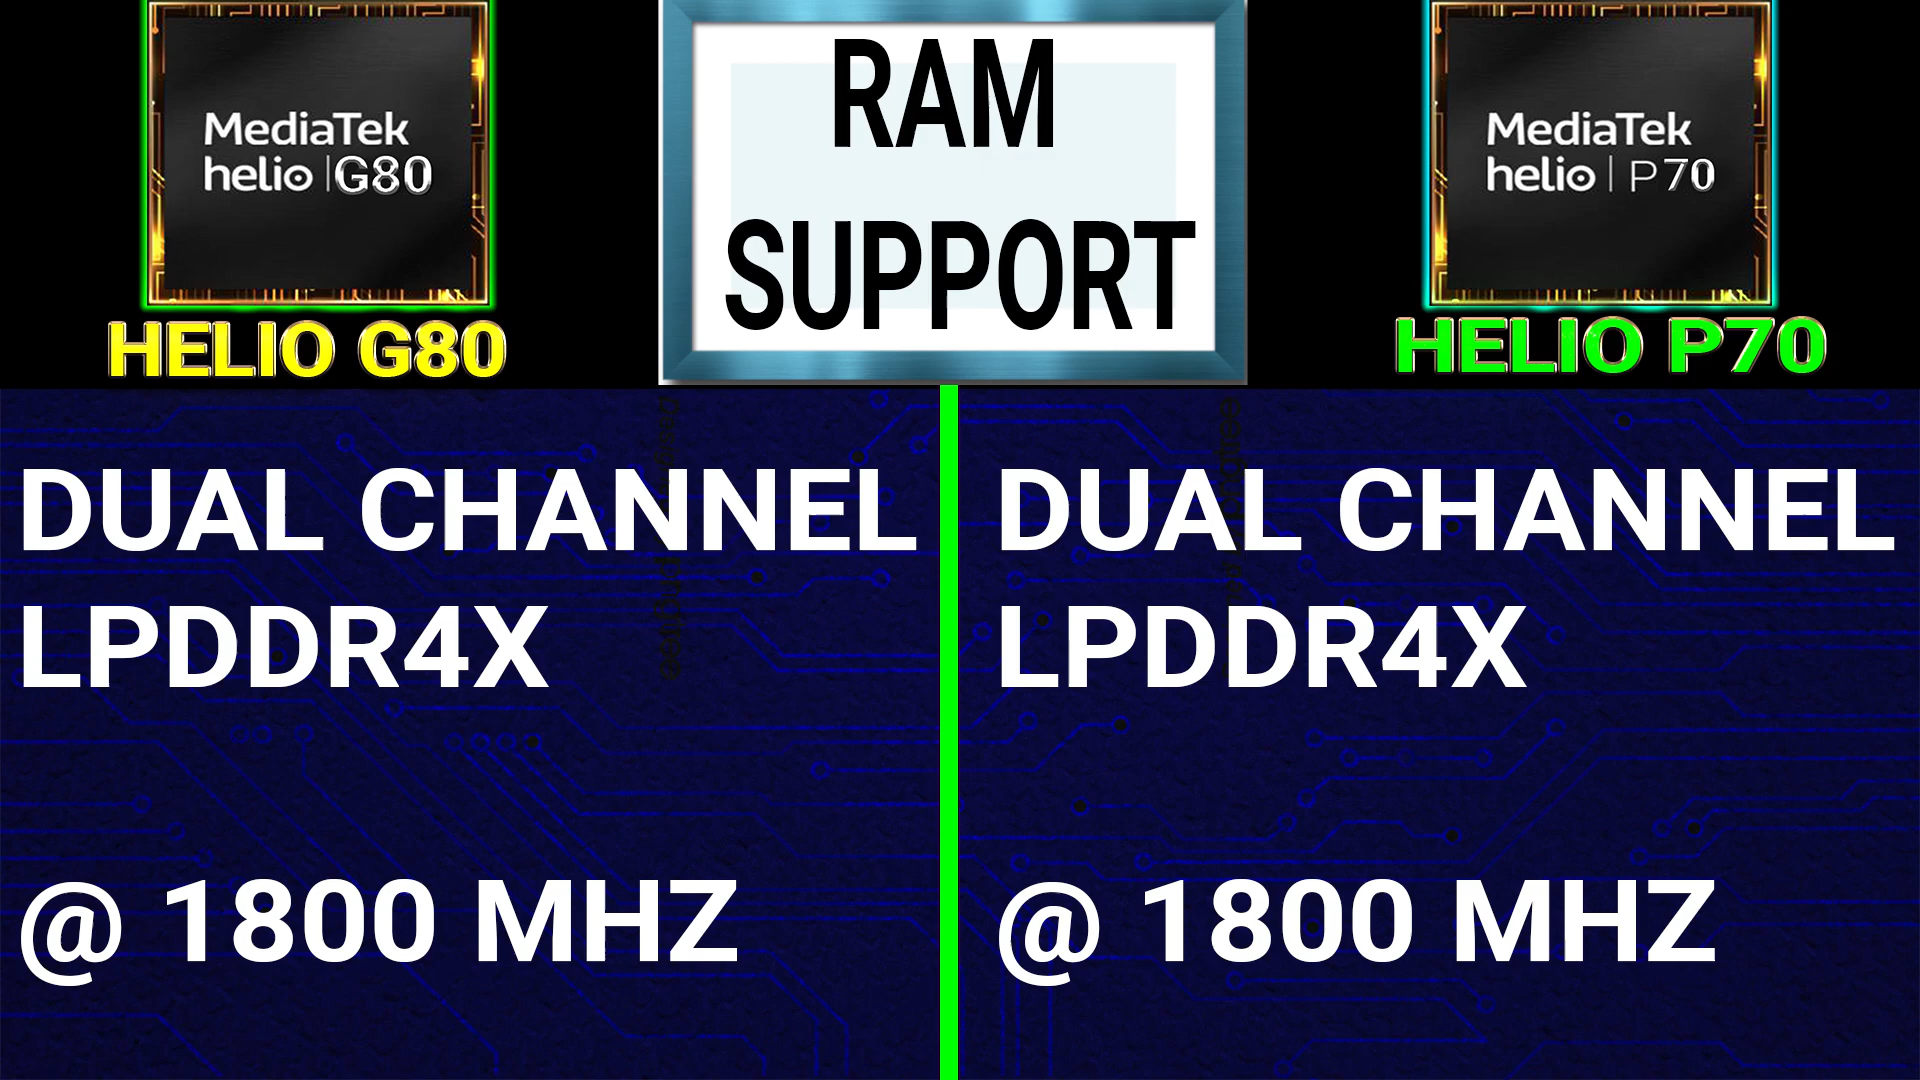 MediaTek
helio | G80
HELIO G80
RAM
SUPPORT
MediaTek
helio | P70
HELIO P70
DUAL CHANNEL
LPDDR4X
@ 1800 MHZ
DUAL CHANNEL
LPDDR4X
@ 1800 MHZ